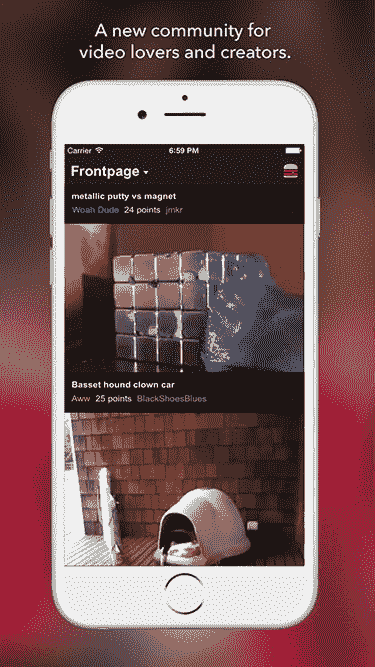 A new community for
video lovers and creators.
Carrier 6:59 PM
Frontpage
metallic putty vs magnet
Woah Dude 24 points jmkr
Basset hound clown car
Aww 25 points BlackShoesBlues